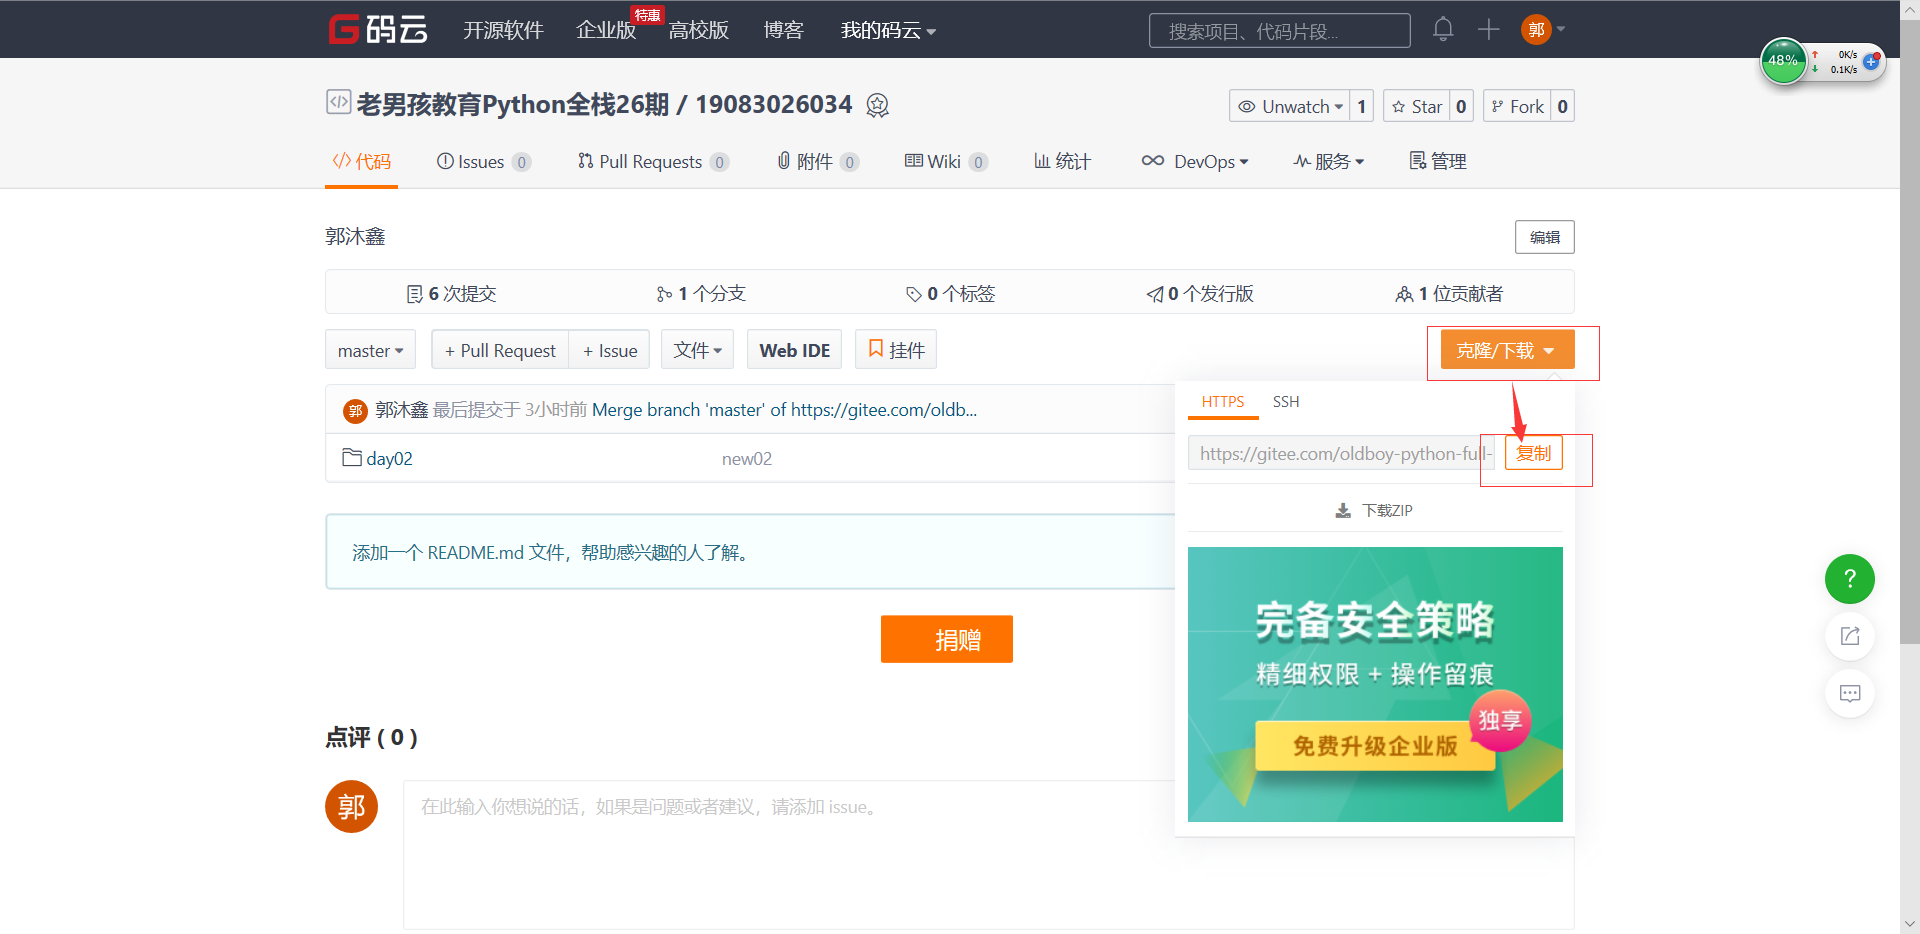 码云
开源软件
企业版
特惠
高校版
博客
我的码云
搜索项目、代码片段...
郭
48%
0K/s
0.1K/s
老男孩教育Python全栈26期 / 19083026034
Unwatch 1
Star 0
Fork 0
代码
Issues 0
Pull Requests 0
附件 0
Wiki 0
统计
DevOps
服务
管理
郭沐鑫
编辑
6 次提交
1 个分支
0 个标签
0 个发行版
1 位贡献者
master
+ Pull Request
+ Issue
文件
Web IDE
挂件
克隆/下载
郭 郭沐鑫 最后提交于 3小时前 Merge branch 'master' of https://gitee.com/oldb...
HTTPS
SSH
day02
new02
https://gitee.com/oldboy-python-full-
复制
下载ZIP
添加一个 README.md 文件，帮助感兴趣的人了解。
完备安全策略
精细权限 + 操作留痕
独享
免费升级企业版
捐赠
点评 ( 0 )
郭
在此输入你想说的话，如果是问题或者建议，请添加 issue。